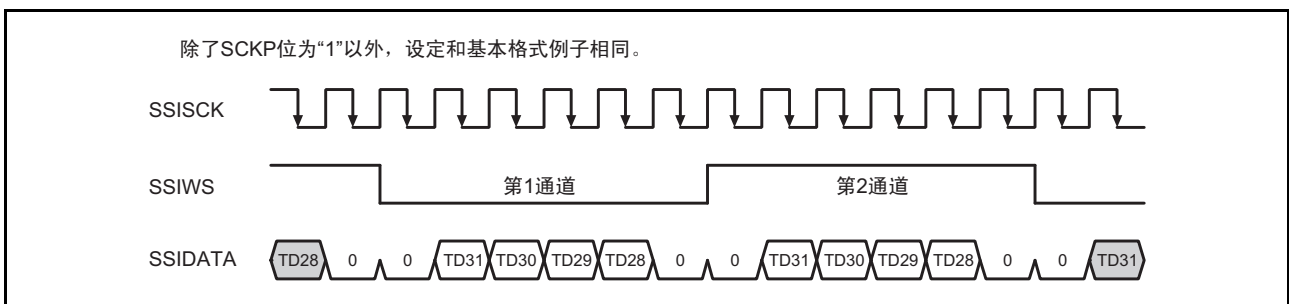 除了SCKP位为“1”以外，设定和基本格式例子相同。
SSISCK
SSIWS 第1通道 第2通道
SSIDATA TD28 0 0 TD31 TD30 TD29 TD28 0 0 TD31 TD30 TD29 TD28 0 0 TD31